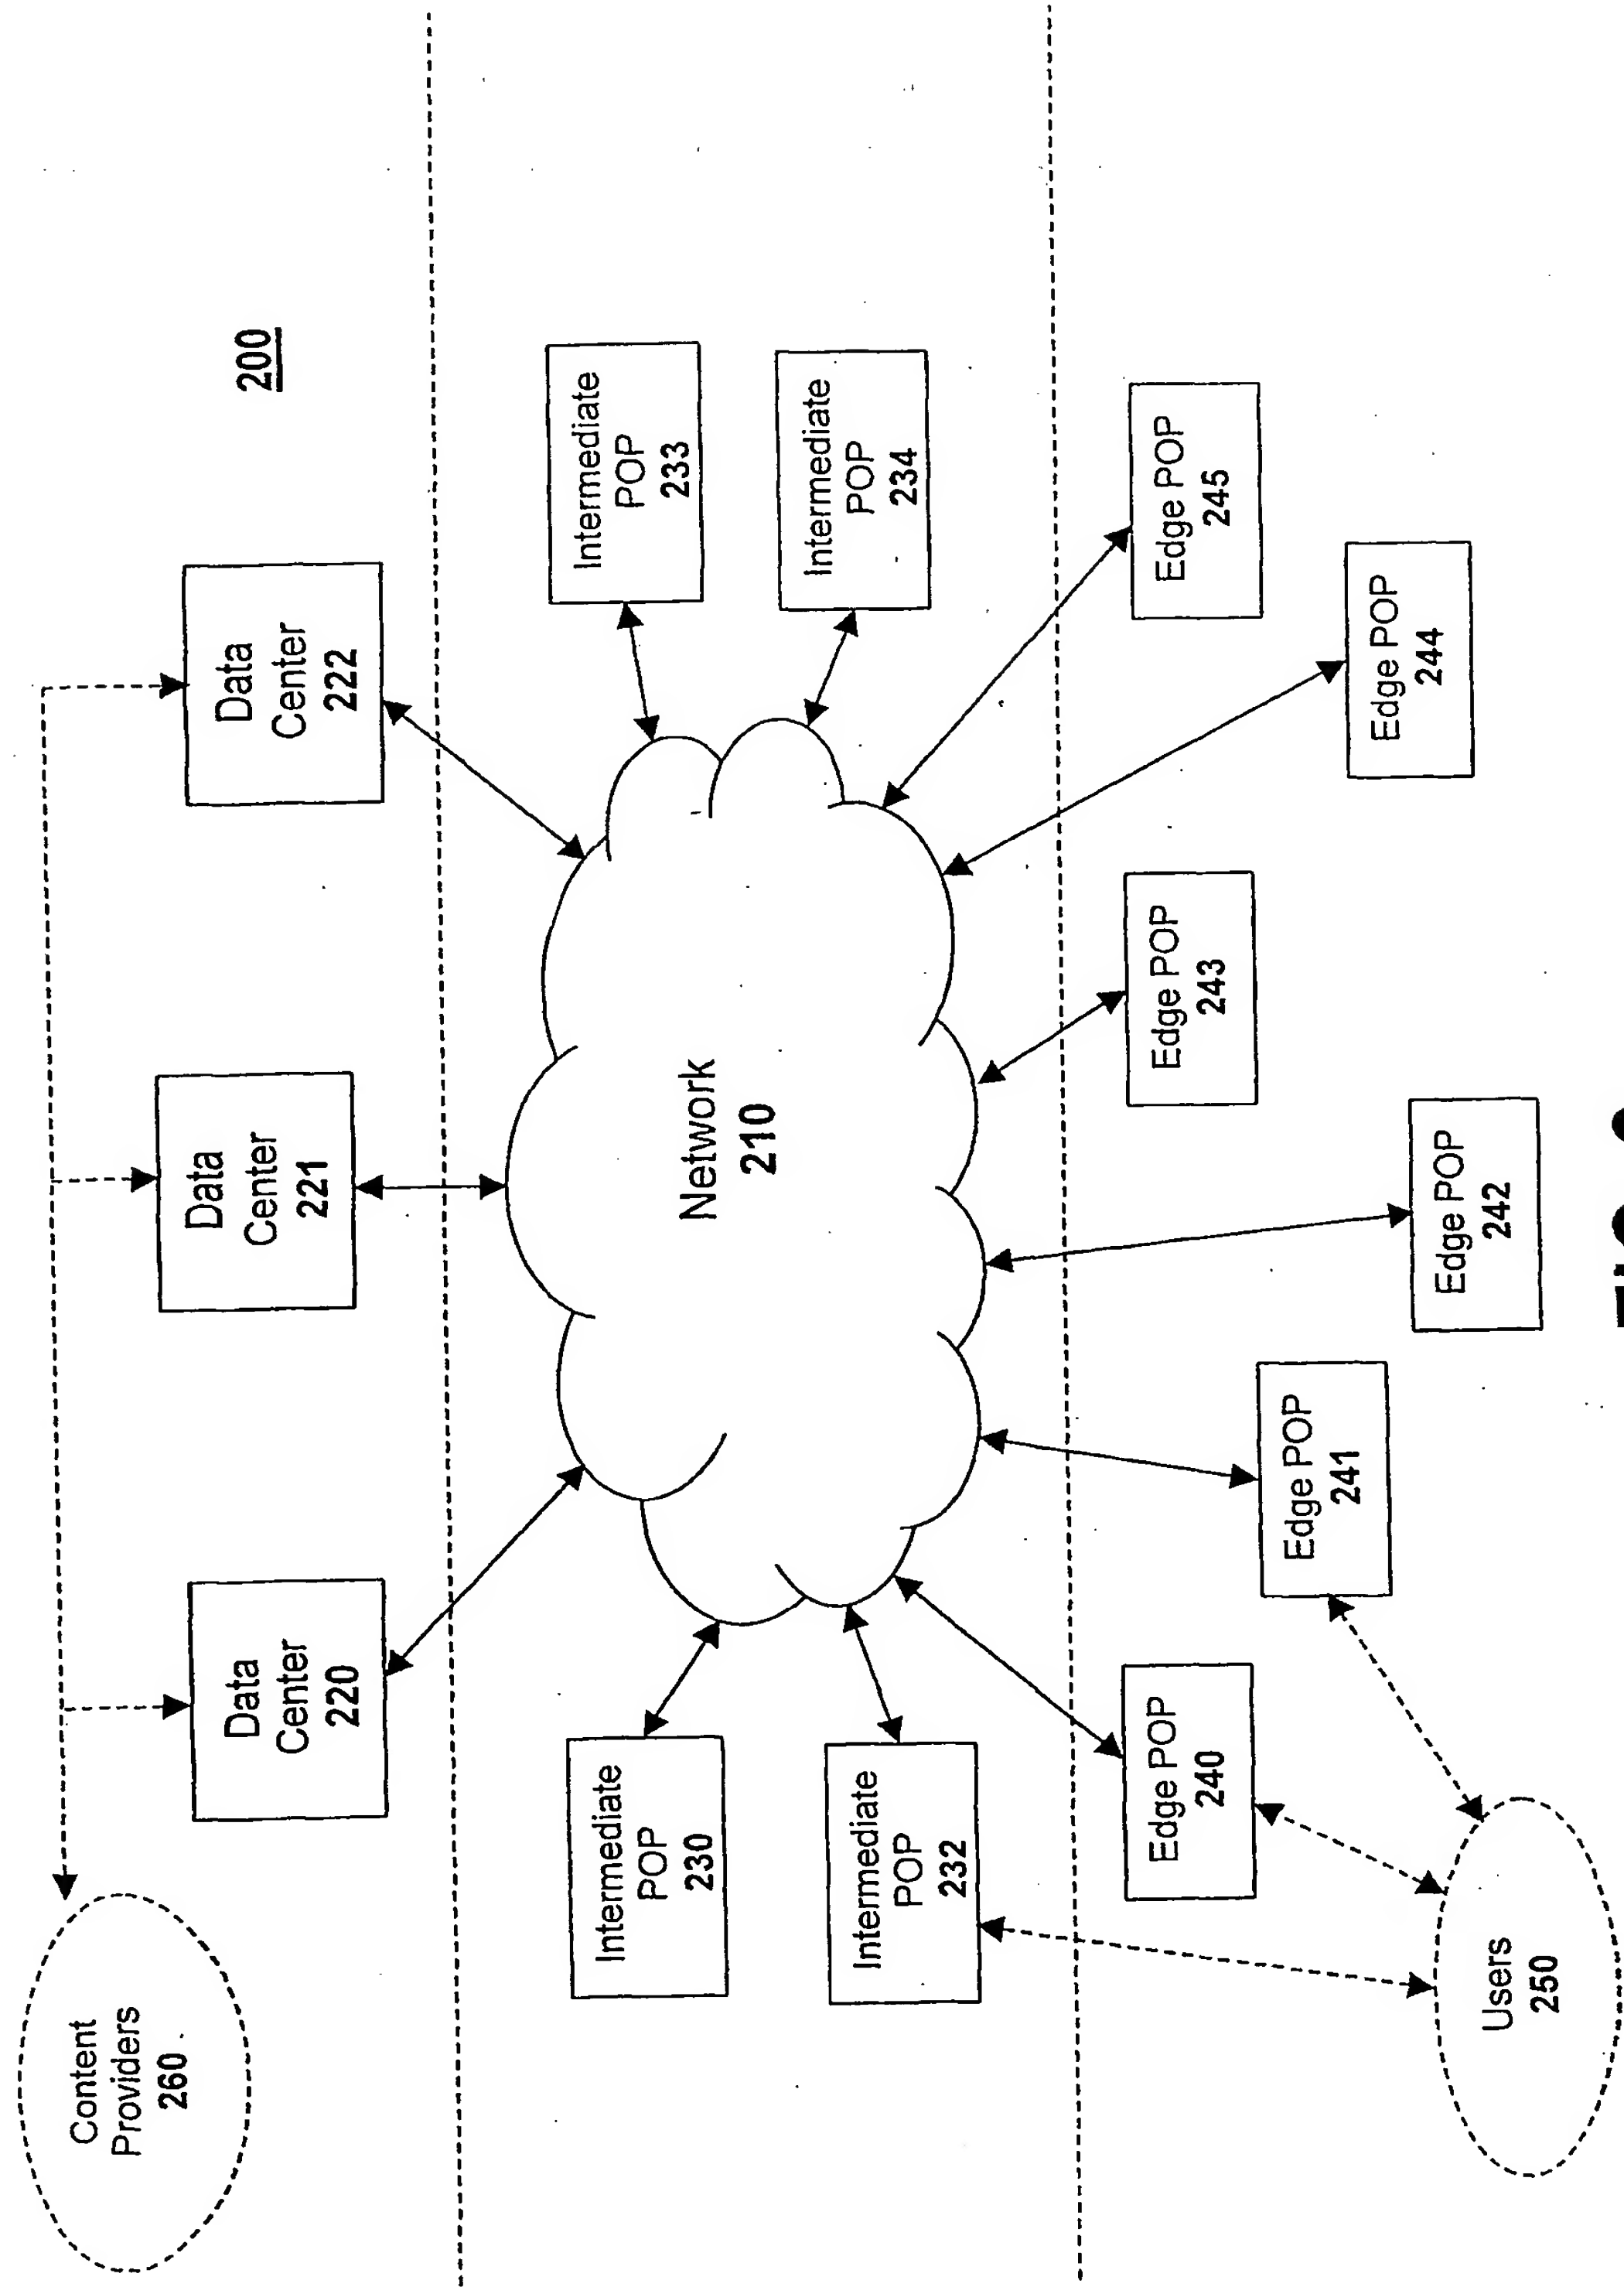 200
Content
Providers
260
Data
Center
220
Data
Center
221
Data
Center
222
Intermediate
POP
230
Intermediate
POP
232
Network
210
Intermediate
POP
233
Intermediate
POP
234
Edge POP
240
Edge POP
241
Edge POP
242
Edge POP
243
Edge POP
244
Edge POP
245
Users
250